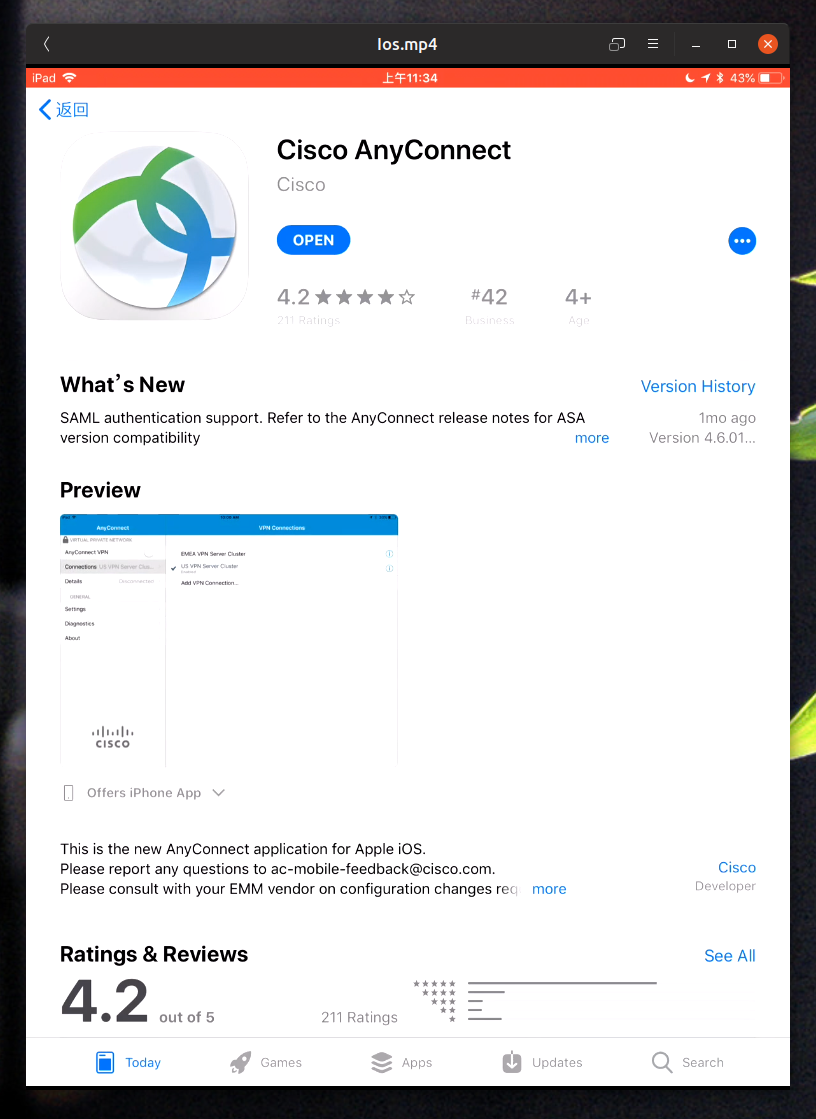 Ios.mp4
iPad 上午11:34 43%
返回
Cisco AnyConnect
Cisco
OPEN
4.2 #42 4+
211 Ratings Business Age
What's New Version History
SAML authentication support. Refer to the AnyConnect release notes for ASA 1mo ago
version compatibility more Version 4.6.01...
Preview
AnyConnect VPN Connections
VIRTUAL PRIVATE NETWORK
AnyConnect VPN EMEA VPN Server Cluster
Connections US VPN Server Clus... US VPN Server Cluster
Details Disconnected Add VPN Connection...
GENERAL
Settings
Diagnostics
About
CISCO
Offers iPhone App
This is the new AnyConnect application for Apple iOS.
Please report any questions to ac-mobile-feedback@cisco.com. Cisco
Please consult with your EMM vendor on configuration changes req more Developer
Ratings & Reviews See All
4.2 out of 5 211 Ratings
Today Games Apps Updates Search